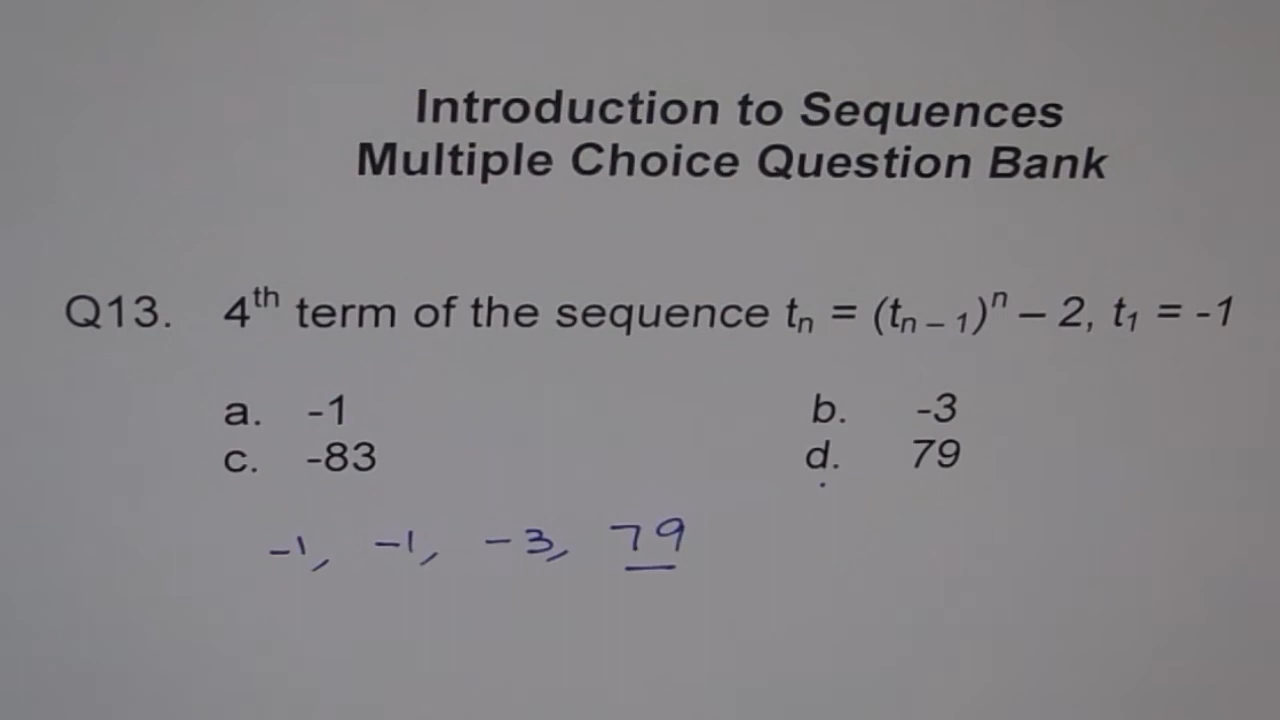 Introduction to Sequences
Multiple Choice Question Bank
Q13. 4th term of the sequence tn = (tn – 1)n – 2, t1 = -1
a. -1 b. -3
c. -83 d. 79
-1, -1, -3, 79